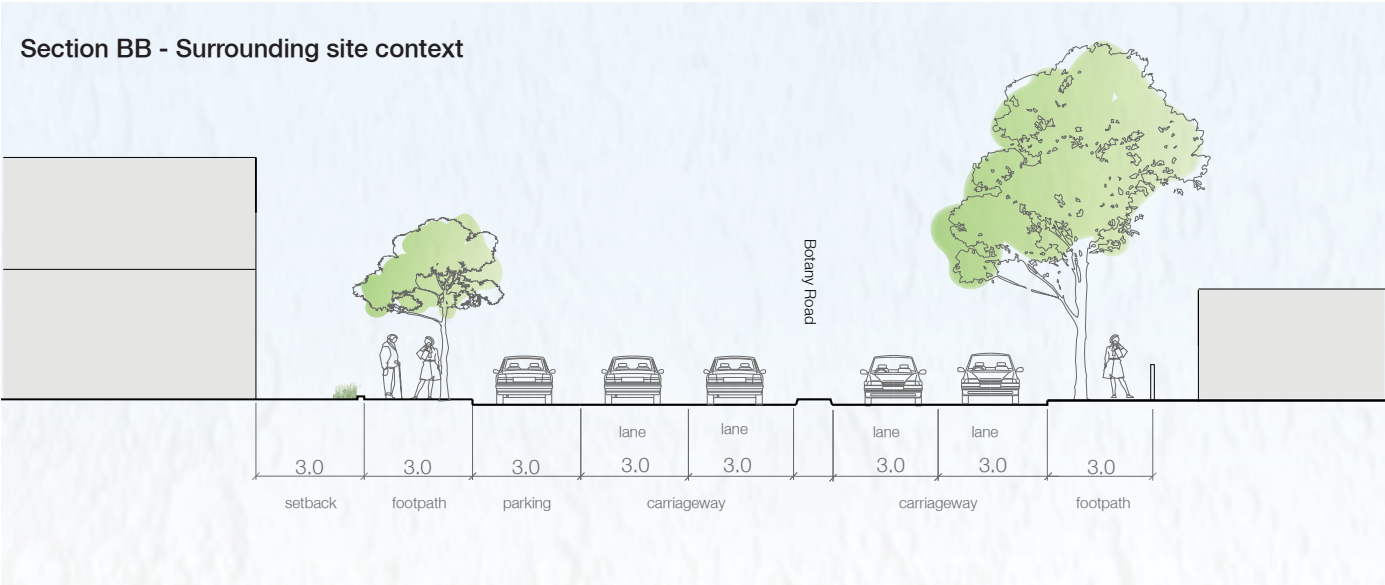 Section BB - Surrounding site context
Botany Road
lane
lane
lane
lane
3.0
3.0
3.0
3.0
3.0
3.0
3.0
3.0
setback
footpath
parking
carriageway
carriageway
footpath